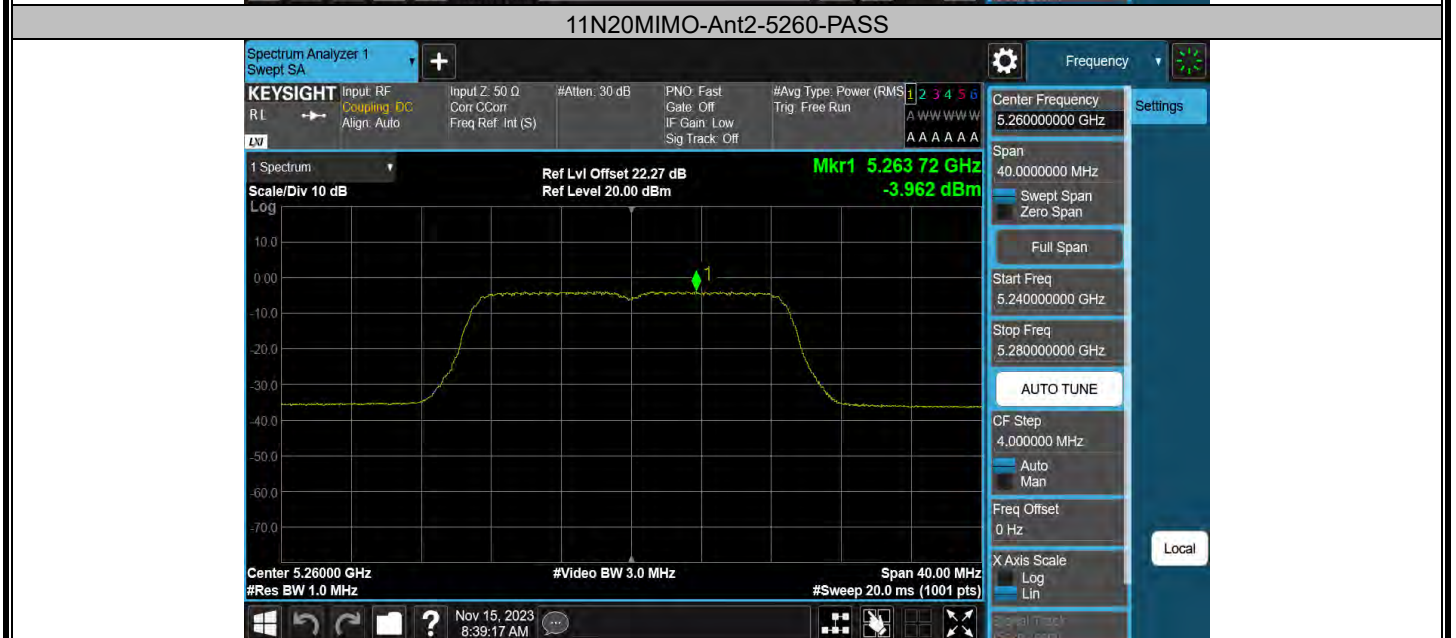 11N20MIMO-Ant2-5260-PASS
Spectrum Analyzer 1
Swept SA
+
Frequency
KEYSIGHT
RL
LXI
Input: RF
Coupling: DC
Align: Auto
Input Z: 50 Ω
Corr CCorr
Freq Ref: Int (S)
#Atten: 30 dB
PNO: Fast
Gate: Off
IF Gain: Low
Sig Track: Off
#Avg Type: Power (RMS
Trig: Free Run
1 2 3 4 5 6
A WW WW W
A A A A A A
Center Frequency
5.260000000 GHz
Settings
1 Spectrum
Scale/Div 10 dB
Log
Ref Lvl Offset 22.27 dB
Ref Level 20.00 dBm
Mkr1 5.263 72 GHz
-3.962 dBm
Span
40.0000000 MHz
Swept Span
Zero Span
Full Span
Start Freq
5.240000000 GHz
Stop Freq
5.280000000 GHz
AUTO TUNE
CF Step
4.000000 MHz
Auto
Man
Freq Offset
0 Hz
X Axis Scale
Log
Lin
Local
10.0
0.00
-10.0
-20.0
-30.0
-40.0
-50.0
-60.0
-70.0
1
Center 5.26000 GHz
#Res BW 1.0 MHz
#Video BW 3.0 MHz
Span 40.00 MHz
#Sweep 20.0 ms (1001 pts)
?
Nov 15, 2023
8:39:17 AM
Signal Track